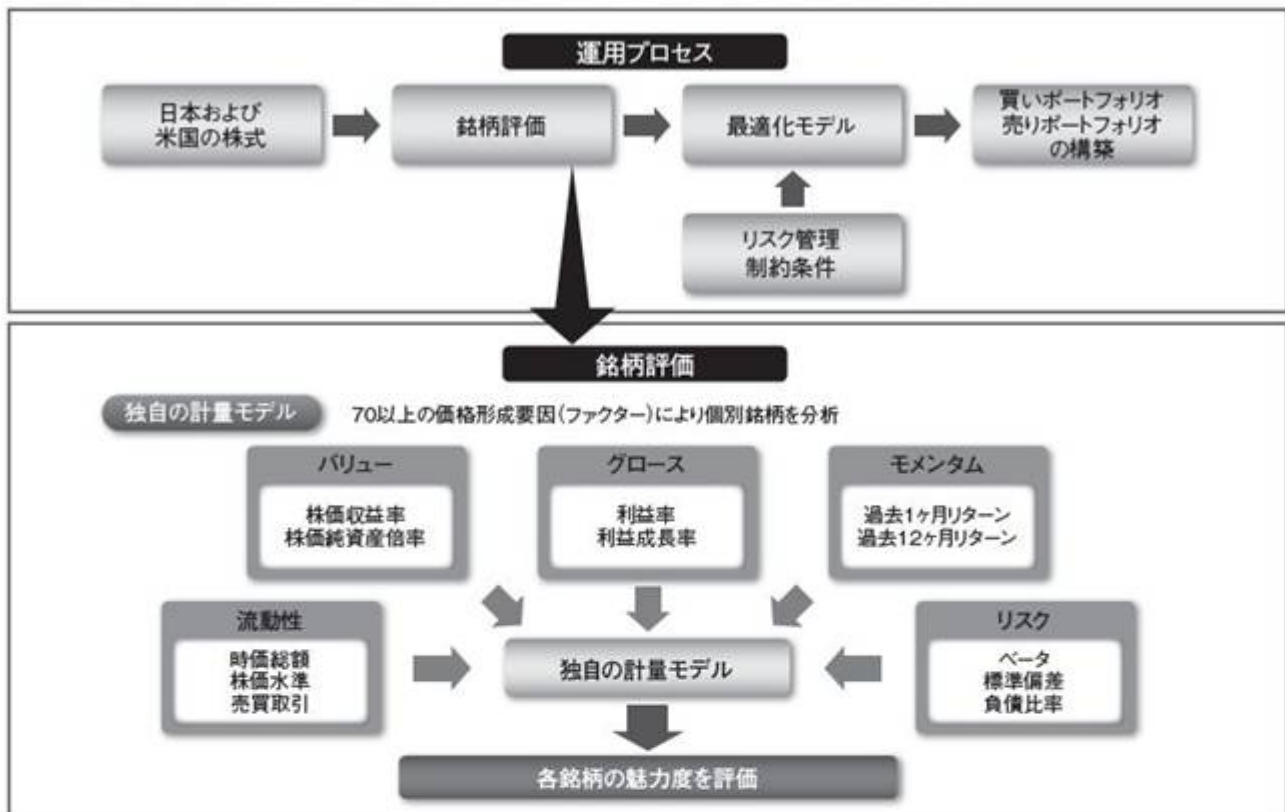 運用プロセス
日本および
米国の株式
銘柄評価
最適化モデル
買いポートフォリオ
売りポートフォリオ
の構築
リスク管理
制約条件
銘柄評価
独自の計量モデル
70以上の価格形成要因(ファクター)により個別銘柄を分析
バリュー
株価収益率
株価純資産倍率
グロース
利益率
利益成長率
モメンタム
過去1ヶ月リターン
過去12ヶ月リターン
流動性
時価総額
株価水準
売買取引
独自の計量モデル
リスク
ベータ
標準偏差
負債比率
各銘柄の魅力度を評価